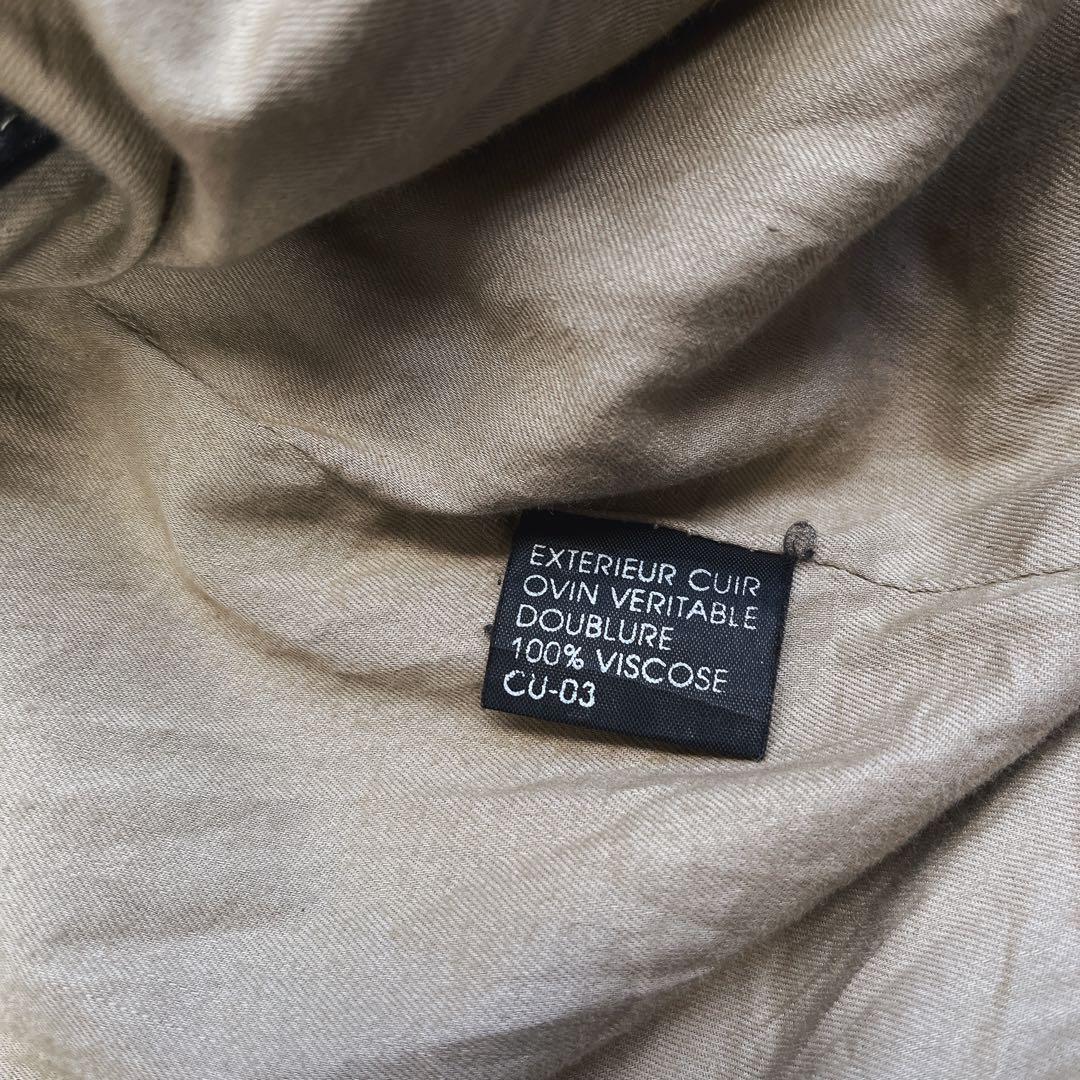 EXTERIEUR CUIR
OVIN VERITABLE
DOUBLURE
100% VISCOSE
CU-03